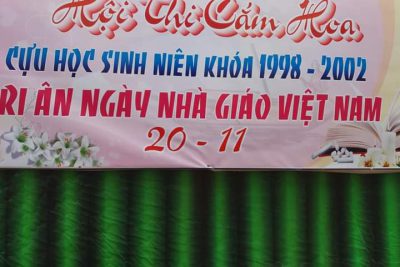 Hội Thi Cắm Hoa
CỰU HỌC SINH NIÊN KHÓA 1998 - 2002
RI ÂN NGÀY NHÀ GIÁO VIỆT NAM
20 - 11